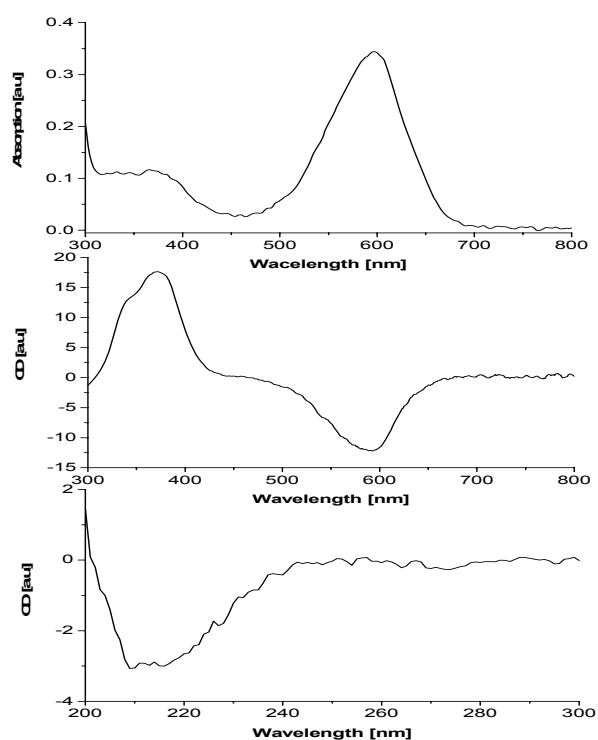 0.4
0.3
0.2
0.1
0.0
Absorption[au]
300 400 500 600 700 800
Wacelength [nm]
20
15
10
5
0
-5
-10
-15
CD [au]
300 400 500 600 700 800
Wavelength [nm]
2
0
-2
-4
CD [au]
200 220 240 260 280 300
Wavelength [nm]